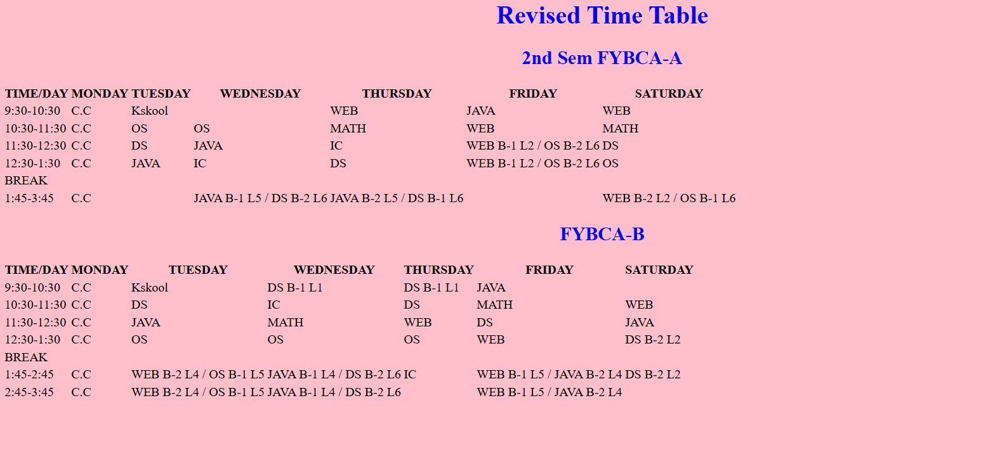 Revised Time Table
2nd Sem FYBCA-A
TIME/DAY MONDAY TUESDAY WEDNESDAY THURSDAY FRIDAY SATURDAY
9:30-10:30 C.C Kskool WEB JAVA WEB
10:30-11:30 C.C OS OS MATH WEB MATH
11:30-12:30 C.C DS JAVA IC WEB B-1 L2 / OS B-2 L6 DS
12:30-1:30 C.C JAVA IC DS WEB B-1 L2 / OS B-2 L6 OS
BREAK
1:45-3:45 C.C JAVA B-1 L5 / DS B-2 L6 JAVA B-2 L5 / DS B-1 L6 WEB B-2 L2 / OS B-1 L6
FYBCA-B
TIME/DAY MONDAY TUESDAY WEDNESDAY THURSDAY FRIDAY SATURDAY
9:30-10:30 C.C Kskool DS B-1 L1 DS B-1 L1 JAVA
10:30-11:30 C.C DS IC DS MATH WEB
11:30-12:30 C.C JAVA MATH WEB DS JAVA
12:30-1:30 C.C OS OS OS WEB DS B-2 L2
BREAK
1:45-2:45 C.C WEB B-2 L4 / OS B-1 L5 JAVA B-1 L4 / DS B-2 L6 IC WEB B-1 L5 / JAVA B-2 L4 DS B-2 L2
2:45-3:45 C.C WEB B-2 L4 / OS B-1 L5 JAVA B-1 L4 / DS B-2 L6 WEB B-1 L5 / JAVA B-2 L4